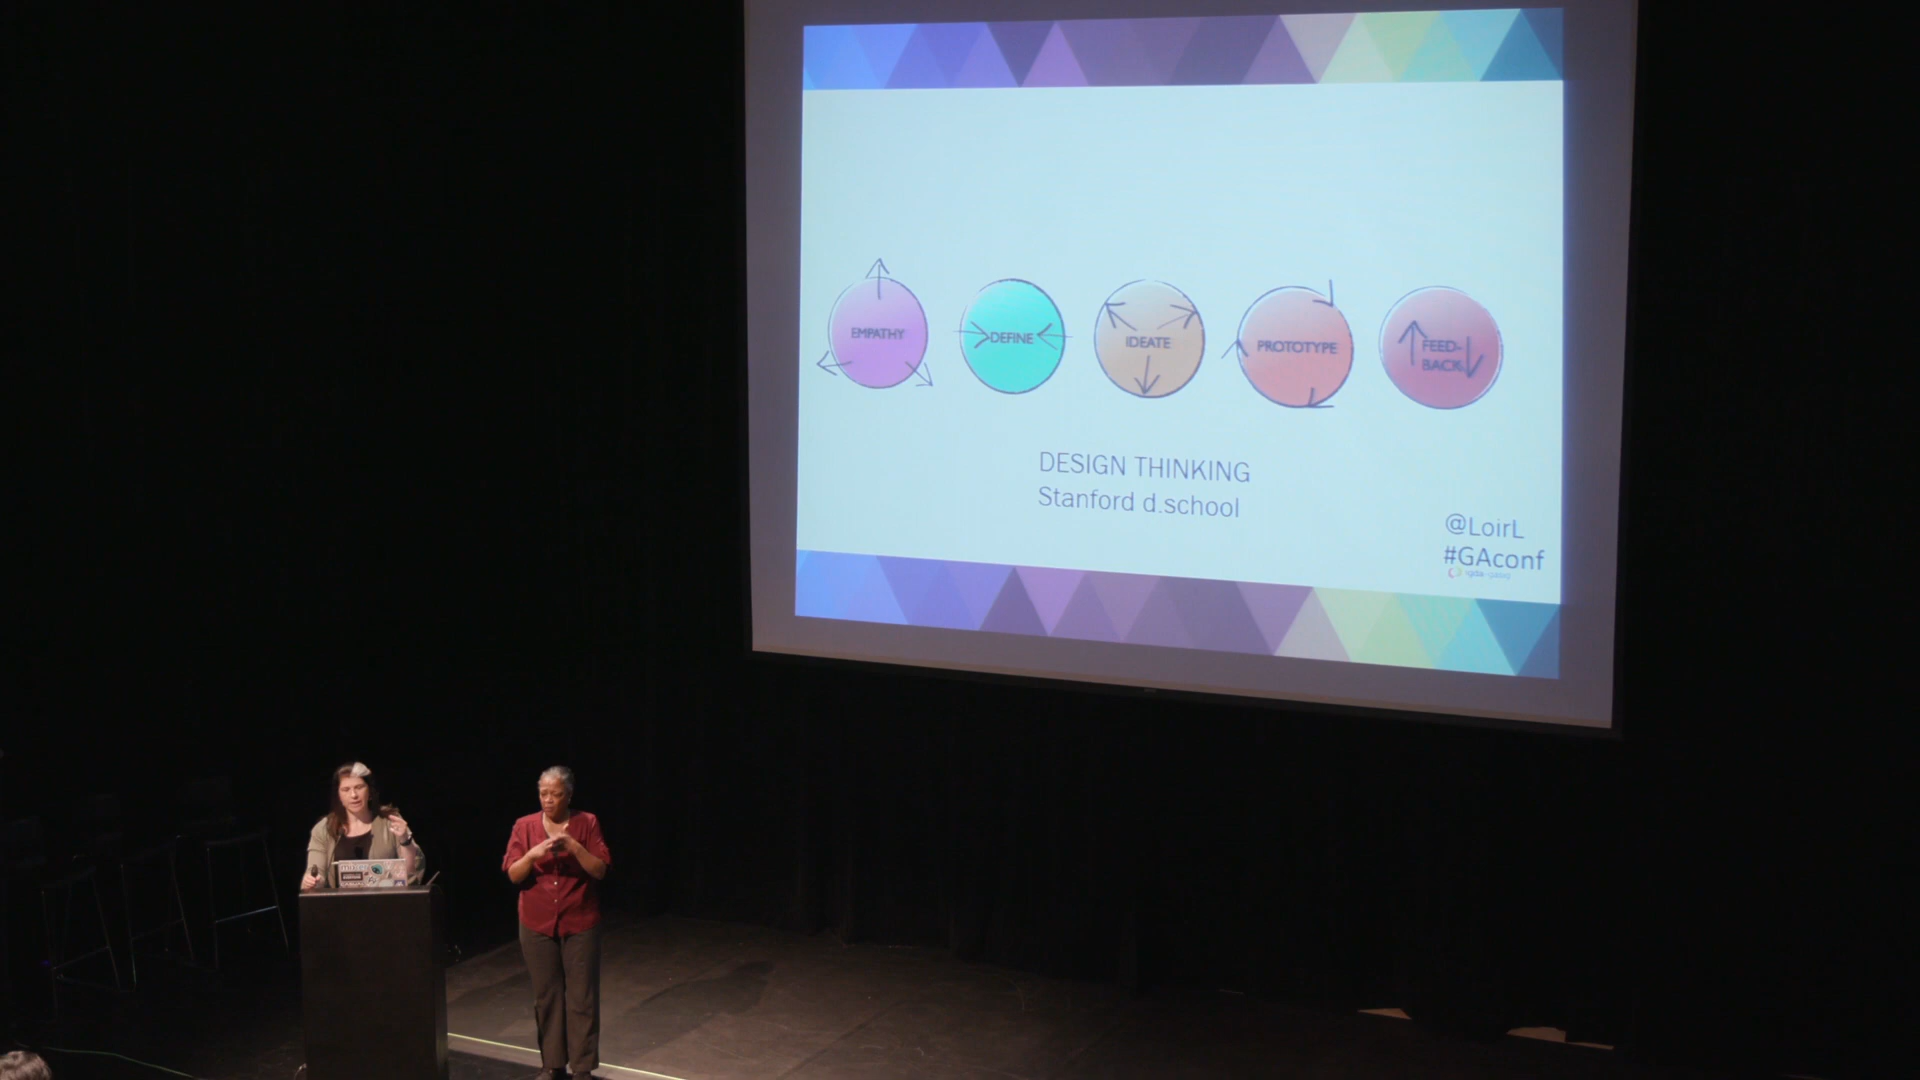 EMPATHY
DEFINE
IDEATE
PROTOTYPE
FEED-
BACK
DESIGN THINKING
Stanford d.school
@LoirL
#GAconf